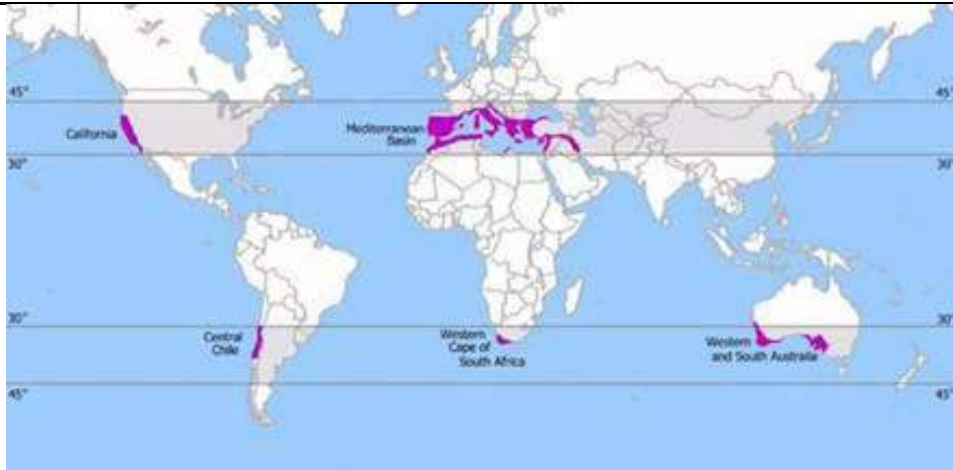 45°
45°
California
Mediterranean
Basin
30°
30°
30°
30°
Central
Chile
Western
Cape of
South Africa
Western
and South Australia
45°
45°